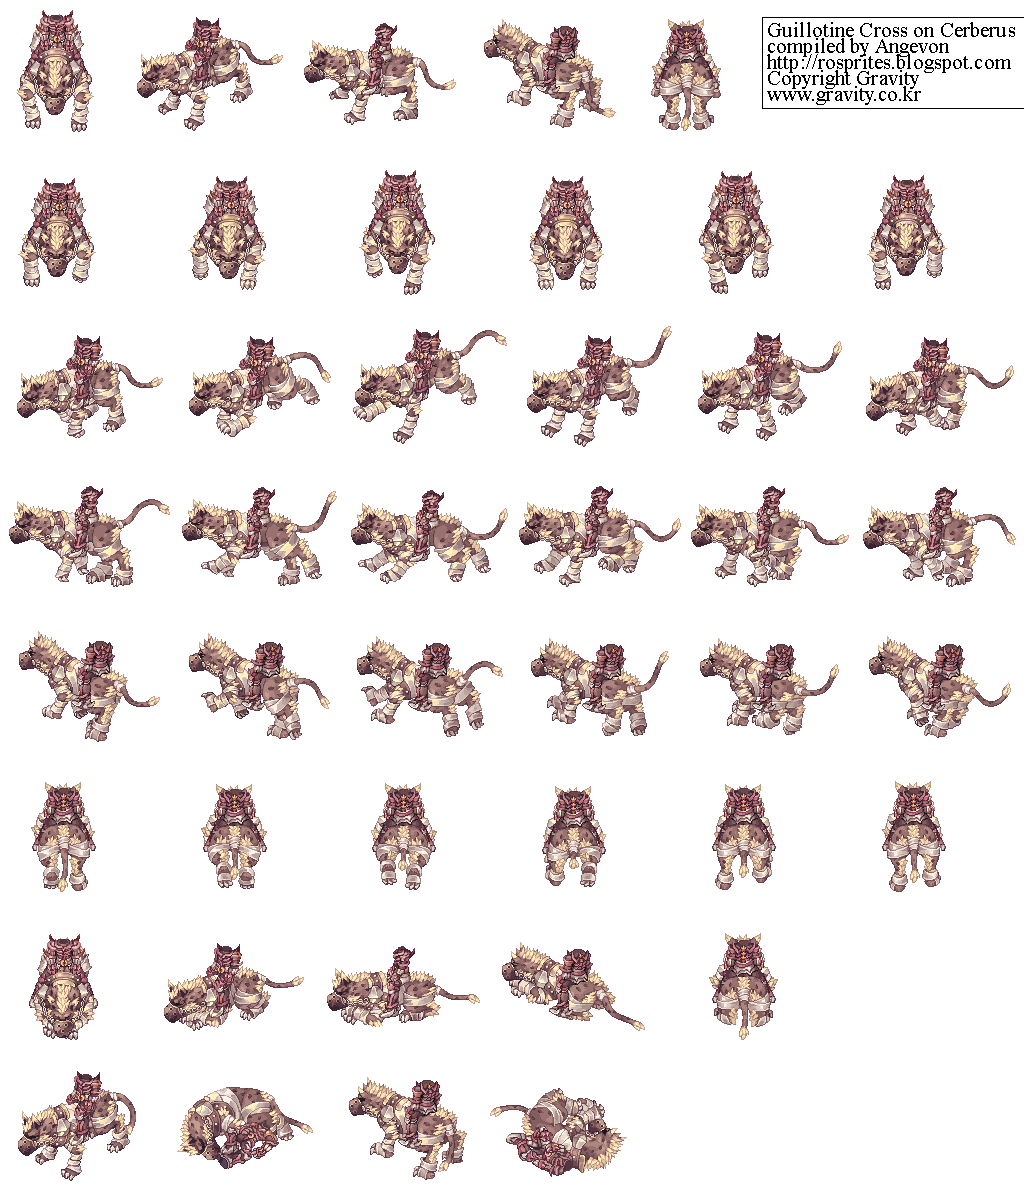 Guillotine Cross on Cerberus
compiled by Angevon
http://rosprites.blogspot.com
Copyright Gravity
www.gravity.co.kr